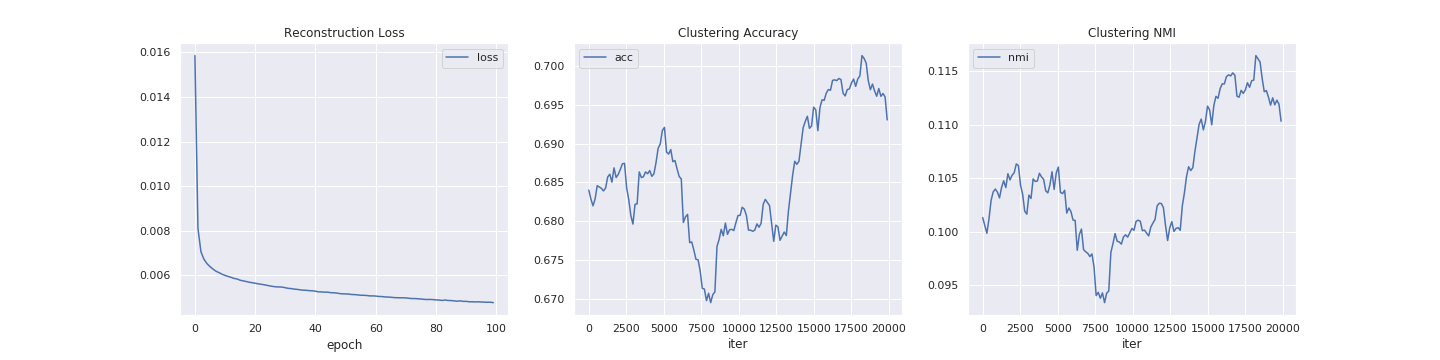 Reconstruction Loss
loss
0.016
0.014
0.012
0.010
0.008
0.006
0 20 40 60 80 100
epoch
Clustering Accuracy
acc
0.700
0.695
0.690
0.685
0.680
0.675
0.670
0 2500 5000 7500 10000 12500 15000 17500 20000
iter
Clustering NMI
nmi
0.115
0.110
0.105
0.100
0.095
0 2500 5000 7500 10000 12500 15000 17500 20000
iter